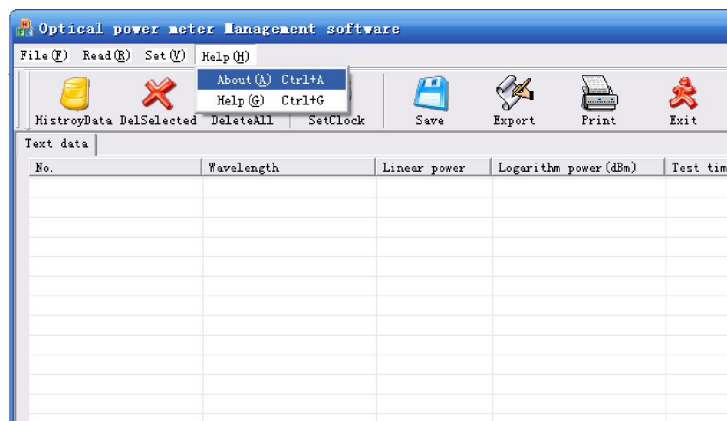 Optical power meter Management software
File(F) Read(R) Set(V) Help(H)
About(A) Ctrl+A
Help(G) Ctrl+G
HistroyData DelSelected DeleteAll SetClock Save Export Print Exit
Text data
No. Wavelength Linear power Logarithm power(dBm) Test tim